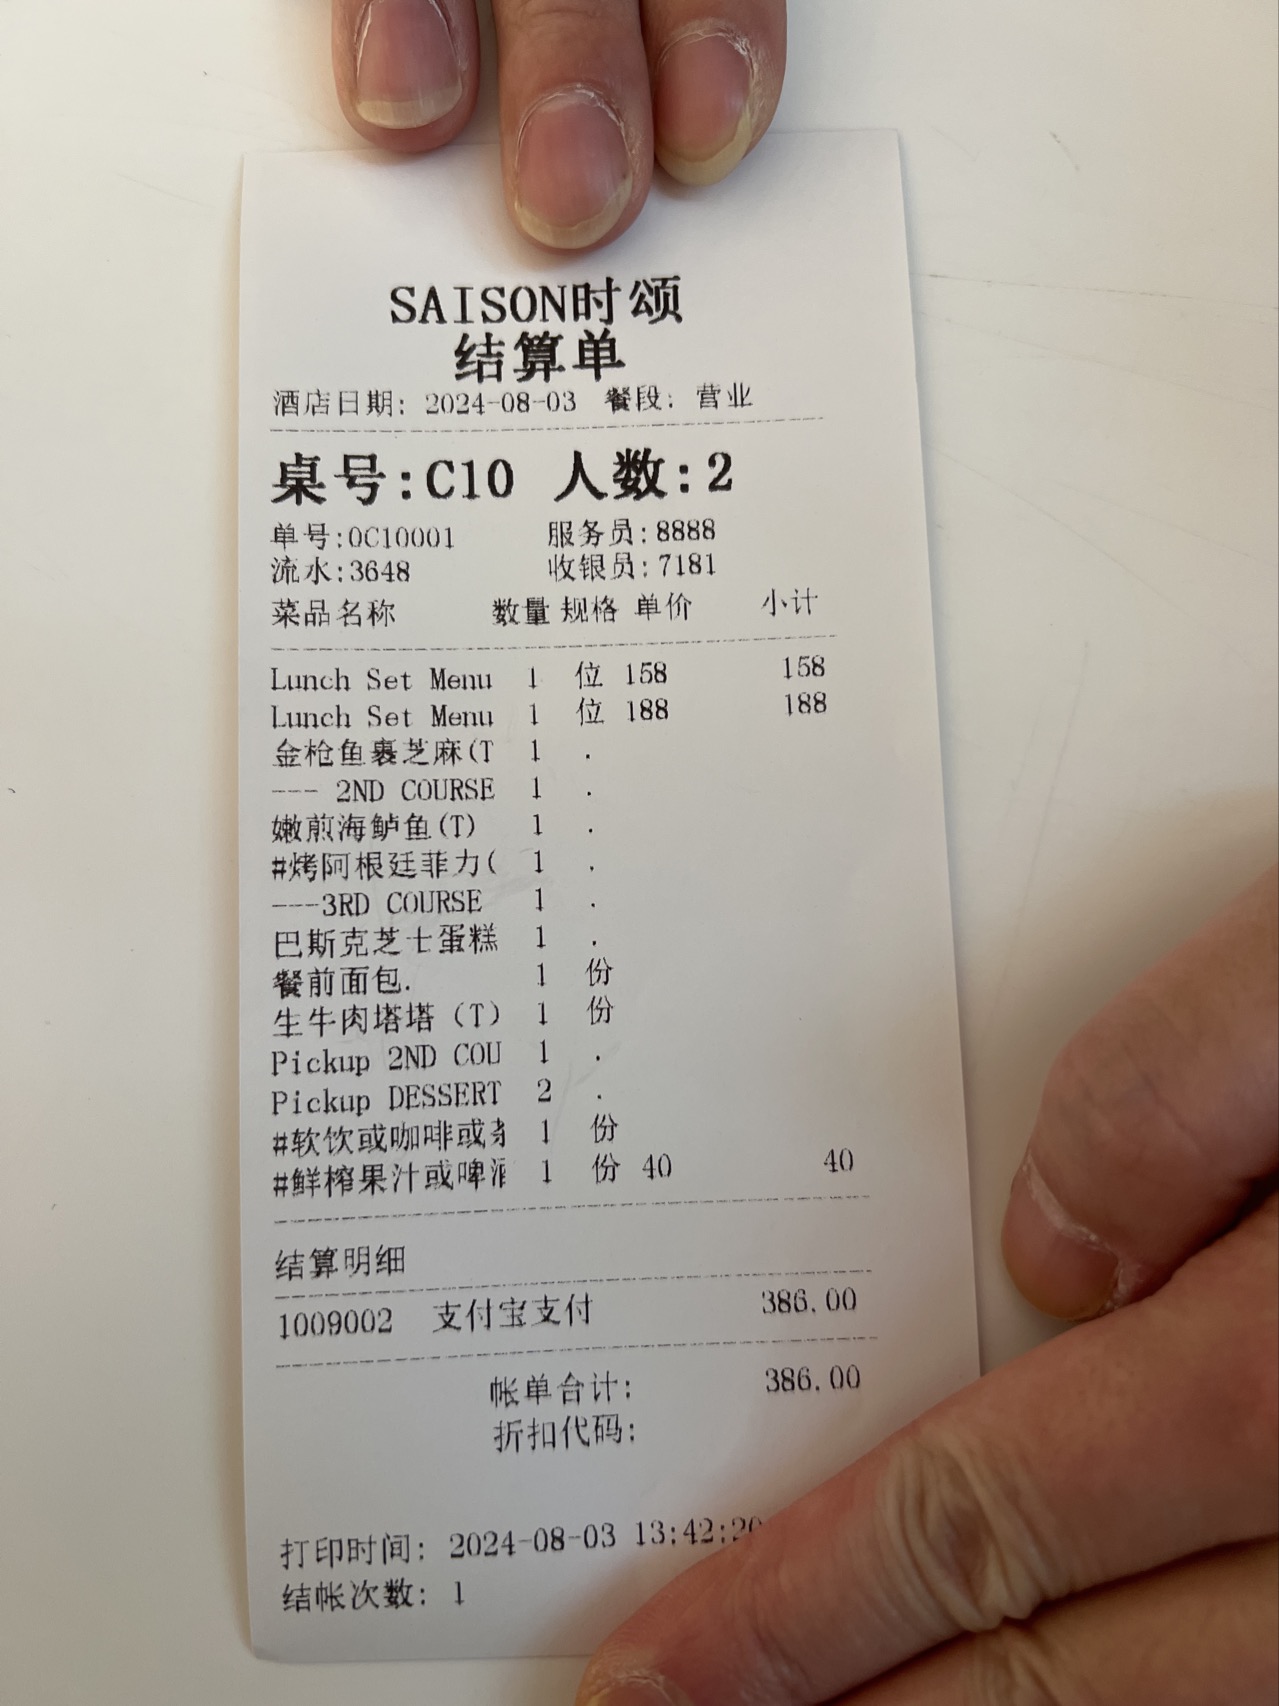 SAISON时颂
结算单
酒店日期: 2024-08-03 餐段: 营业
桌号:C10 人数:2
单号:0C10001 服务员:8888
流水:3648 收银员:7181
菜品名称 数量 规格 单价 小计
Lunch Set Menu 1 位 158 158
Lunch Set Menu 1 位 188 188
金枪鱼裹芝麻(T 1 .
--- 2ND COURSE 1 .
嫩煎海鲈鱼(T) 1 .
#烤阿根廷菲力( 1 .
---3RD COURSE 1 .
巴斯克芝士蛋糕 1 .
餐前面包. 1 份
生牛肉塔塔 (T) 1 份
Pickup 2ND COU 1 .
Pickup DESSERT 2 .
#软饮或咖啡或 1 份
#鲜榨果汁或啤酒 1 份 40 40
结算明细
1009002 支付宝支付 386.00
帐单合计: 386.00
折扣代码:
打印时间: 2024-08-03 13:42:20
结帐次数: 1